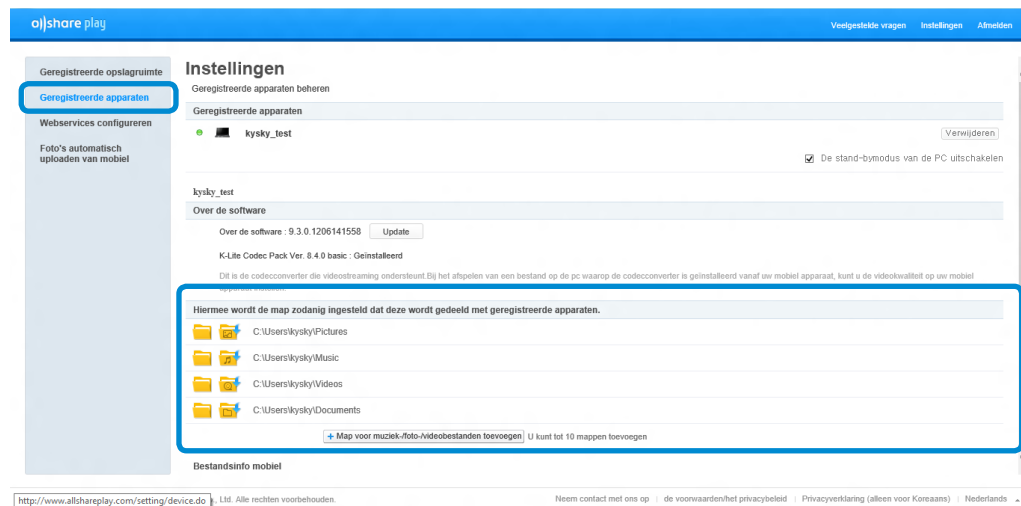 allshare play
Veelgestelde vragen Instellingen Afmelden
Geregistreerde opslagruimte
Geregistreerde apparaten
Webservices configureren
Foto's automatisch
uploaden van mobiel
Instellingen
Geregistreerde apparaten beheren
Geregistreerde apparaten
kysky_test
Verwijderen
De stand-bymodus van de PC uitschakelen
kysky_test
Over de software
Over de software : 9.3.0.1206141558 Update
K-Lite Codec Pack Ver. 8.4.0 basic : Geïnstalleerd
Dit is de codecconverter die videostreaming ondersteunt.Bij het afspelen van een bestand op de pc waarop de codecconverter is geïnstalleerd vanaf uw mobiel apparaat, kunt u de videokwaliteit op uw mobiel
Hiermee wordt de map zodanig ingesteld dat deze wordt gedeeld met geregistreerde apparaten.
C:\Users\kysky\Pictures
C:\Users\kysky\Music
C:\Users\kysky\Videos
C:\Users\kysky\Documents
+ Map voor muziek-/foto-/videobestanden toevoegen U kunt tot 10 mappen toevoegen
Bestandsinfo mobiel
http://www.allshareplay.com/setting/device.do , Ltd. Alle rechten voorbehouden.
Neem contact met ons op | de voorwaarden/het privacybeleid | Privacyverklaring (alleen voor Koreaans) | Nederlands